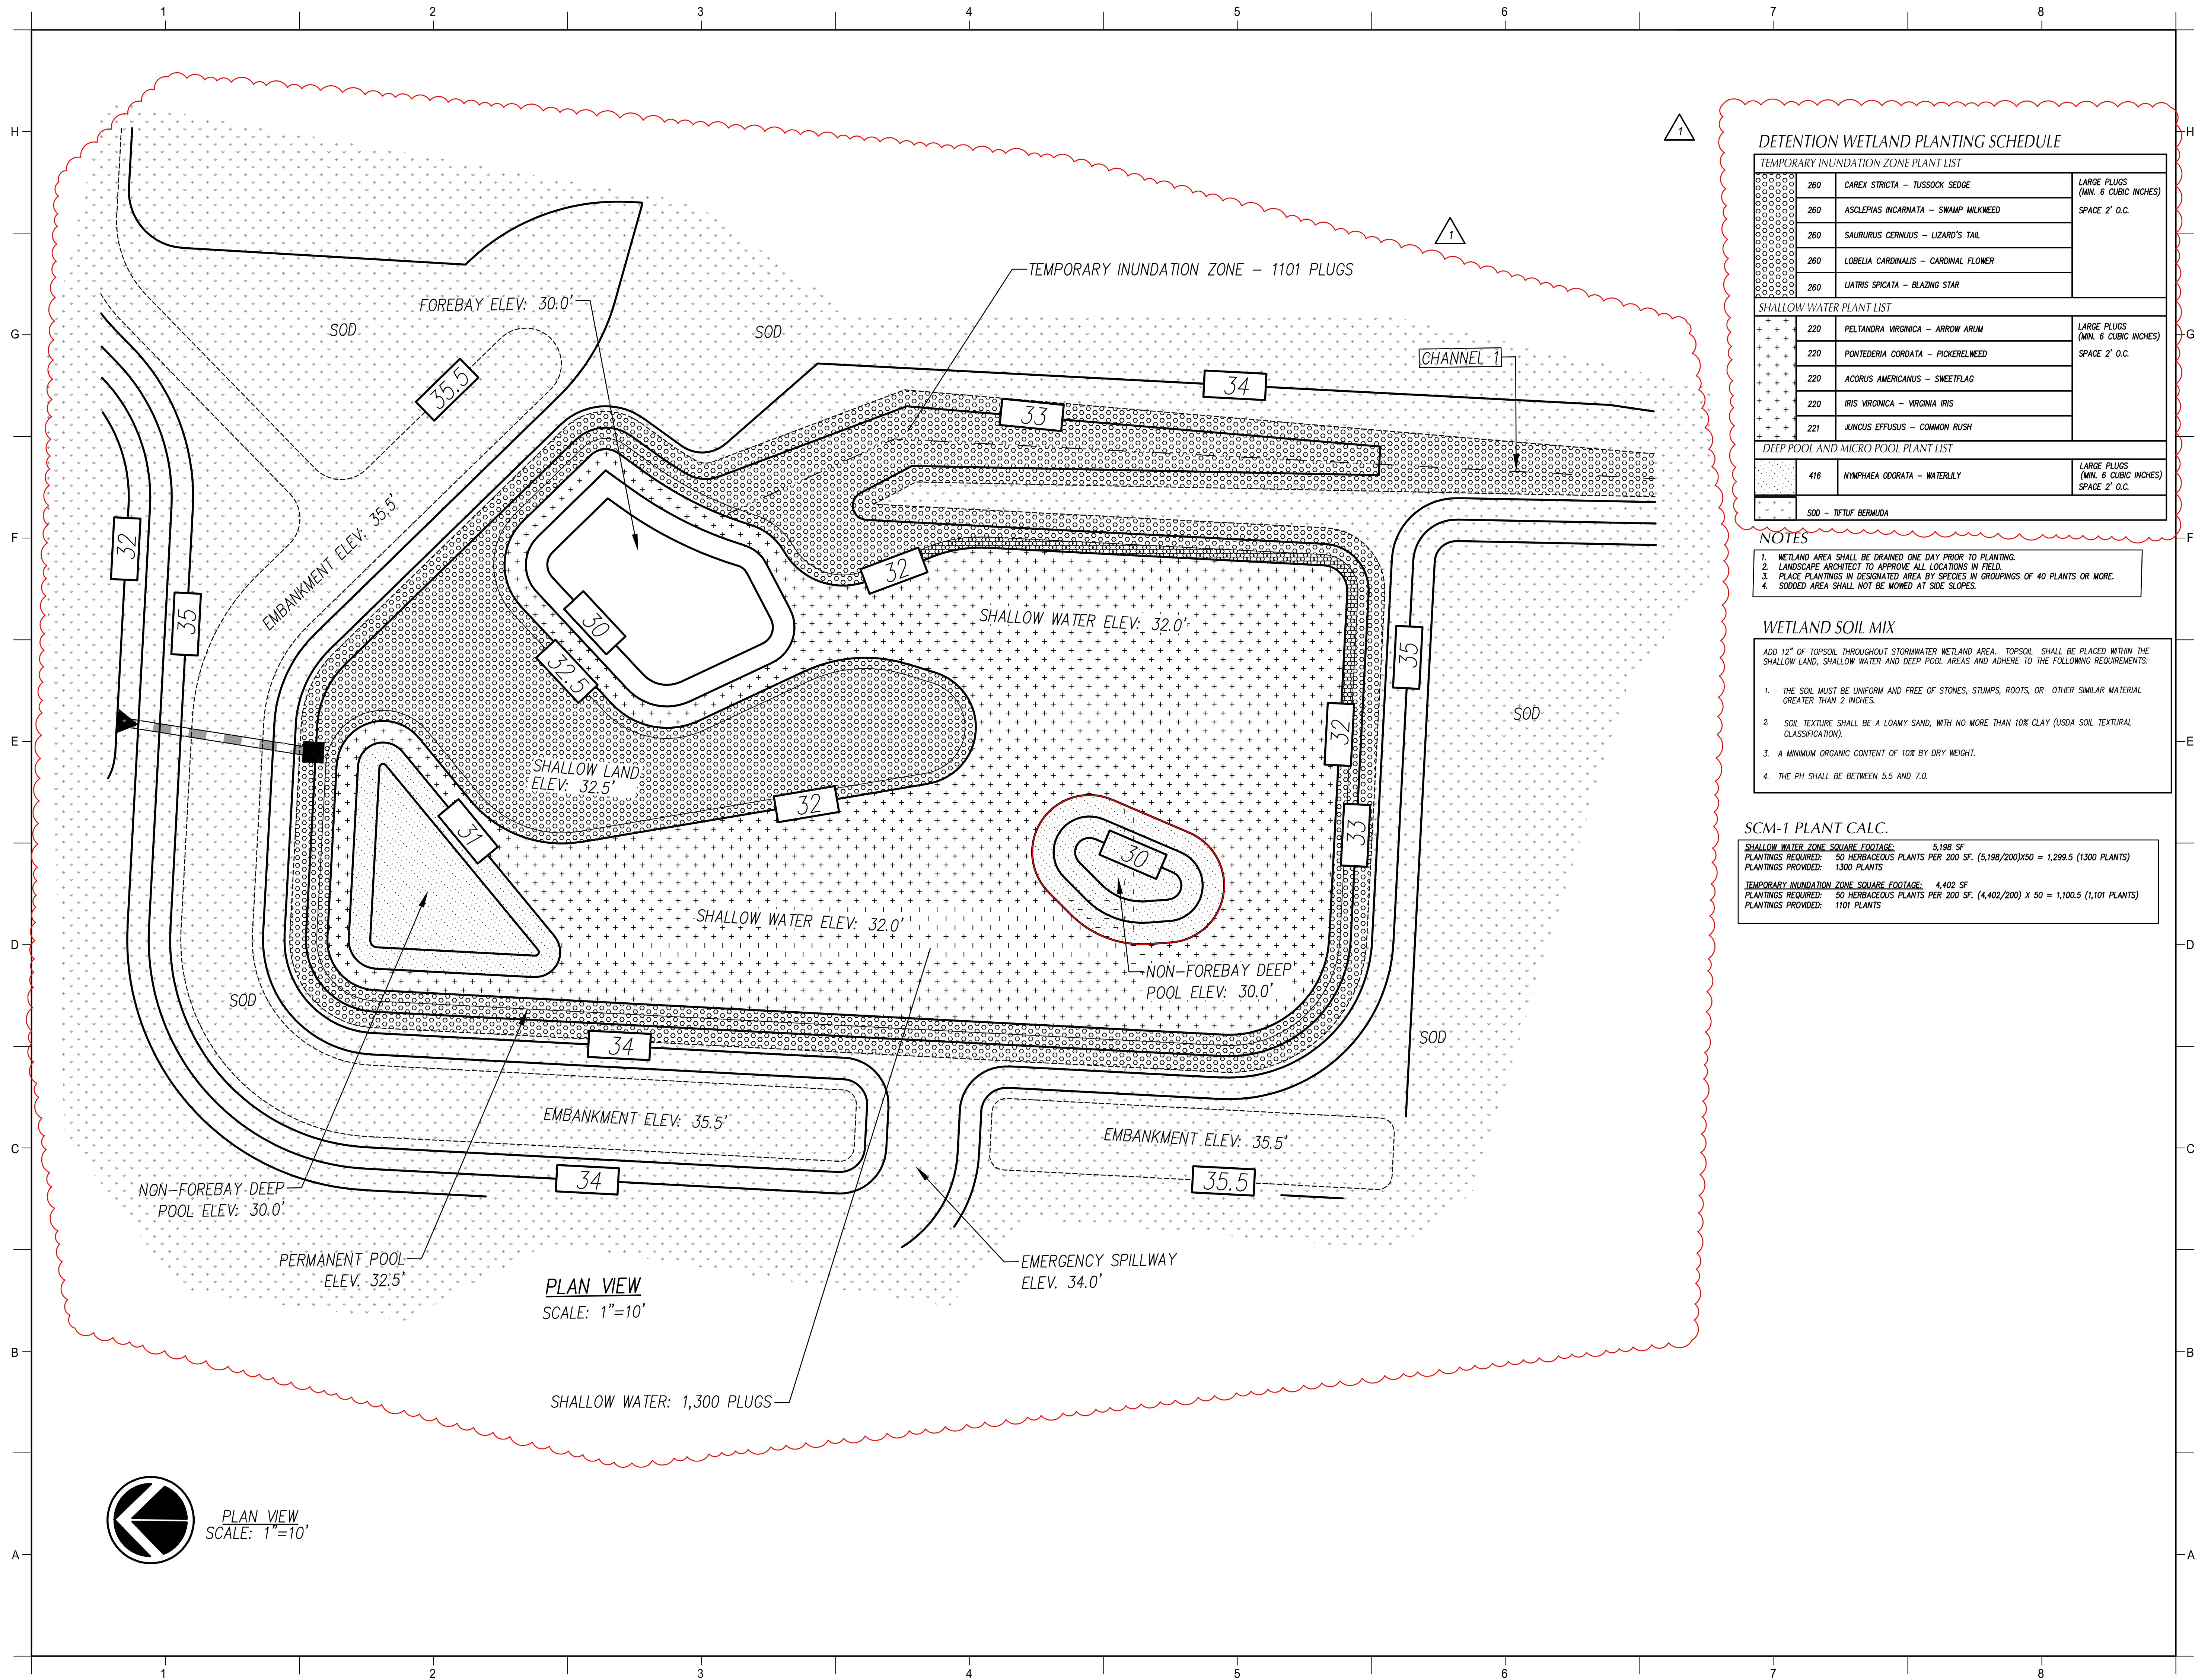 1 2 3 4 5 6 7 8
H H
G G
F F
E E
D D
C C
B B
A A
1 2 3 4 5 6 7 8
1
1
TEMPORARY INUNDATION ZONE – 1101 PLUGS
FOREBAY ELEV: 30.0'
SOD
SOD
CHANNEL 1
34
35.5
33
32
EMBANKMENT ELEV: 35.5'
32
35
30
SHALLOW WATER ELEV: 32.0'
32.5
35
SOD
32
SHALLOW LAND
ELEV: 32.5'
32
31
33
30
SHALLOW WATER ELEV: 32.0'
NON–FOREBAY DEEP
POOL ELEV: 30.0'
SOD
SOD
34
EMBANKMENT ELEV: 35.5'
EMBANKMENT ELEV: 35.5'
34
35.5
NON–FOREBAY DEEP
POOL ELEV: 30.0'
PERMANENT POOL
ELEV. 32.5'
EMERGENCY SPILLWAY
ELEV. 34.0'
PLAN VIEW
SCALE: 1"=10'
SHALLOW WATER: 1,300 PLUGS
PLAN VIEW
SCALE: 1"=10'
DETENTION WETLAND PLANTING SCHEDULE
TEMPORARY INUNDATION ZONE PLANT LIST
260 CAREX STRICTA – TUSSOCK SEDGE LARGE PLUGS
(MIN. 6 CUBIC INCHES)
260 ASCLEPIAS INCARNATA – SWAMP MILKWEED SPACE 2' O.C.
260 SAURURUS CERNUUS – LIZARD'S TAIL
260 LOBELIA CARDINALIS – CARDINAL FLOWER
260 LIATRIS SPICATA – BLAZING STAR
SHALLOW WATER PLANT LIST
220 PELTANDRA VIRGINICA – ARROW ARUM LARGE PLUGS
(MIN. 6 CUBIC INCHES)
220 PONTEDERIA CORDATA – PICKERELWEED SPACE 2' O.C.
220 ACORUS AMERICANUS – SWEETFLAG
220 IRIS VIRGINICA – VIRGINIA IRIS
221 JUNCUS EFFUSUS – COMMON RUSH
DEEP POOL AND MICRO POOL PLANT LIST
416 NYMPHAEA ODORATA – WATERLILY LARGE PLUGS
(MIN. 6 CUBIC INCHES)
SPACE 2' O.C.
SOD – TIFTUF BERMUDA
NOTES
1. WETLAND AREA SHALL BE DRAINED ONE DAY PRIOR TO PLANTING.
2. LANDSCAPE ARCHITECT TO APPROVE ALL LOCATIONS IN FIELD.
3. PLACE PLANTINGS IN DESIGNATED AREA BY SPECIES IN GROUPINGS OF 40 PLANTS OR MORE.
4. SODDED AREA SHALL NOT BE MOWED AT SIDE SLOPES.
WETLAND SOIL MIX
ADD 12" OF TOPSOIL THROUGHOUT STORMWATER WETLAND AREA. TOPSOIL SHALL BE PLACED WITHIN THE
SHALLOW LAND, SHALLOW WATER AND DEEP POOL AREAS AND ADHERE TO THE FOLLOWING REQUIREMENTS:
1. THE SOIL MUST BE UNIFORM AND FREE OF STONES, STUMPS, ROOTS, OR OTHER SIMILAR MATERIAL
GREATER THAN 2 INCHES.
2. SOIL TEXTURE SHALL BE A LOAMY SAND, WITH NO MORE THAN 10% CLAY (USDA SOIL TEXTURAL
CLASSIFICATION).
3. A MINIMUM ORGANIC CONTENT OF 10% BY DRY WEIGHT.
4. THE PH SHALL BE BETWEEN 5.5 AND 7.0.
SCM-1 PLANT CALC.
SHALLOW WATER ZONE SQUARE FOOTAGE: 5,198 SF
PLANTINGS REQUIRED: 50 HERBACEOUS PLANTS PER 200 SF. (5,198/200)X50 = 1,299.5 (1300 PLANTS)
PLANTINGS PROVIDED: 1300 PLANTS
TEMPORARY INUNDATION ZONE SQUARE FOOTAGE: 4,402 SF
PLANTINGS REQUIRED: 50 HERBACEOUS PLANTS PER 200 SF. (4,402/200) X 50 = 1,100.5 (1,101 PLANTS)
PLANTINGS PROVIDED: 1101 PLANTS